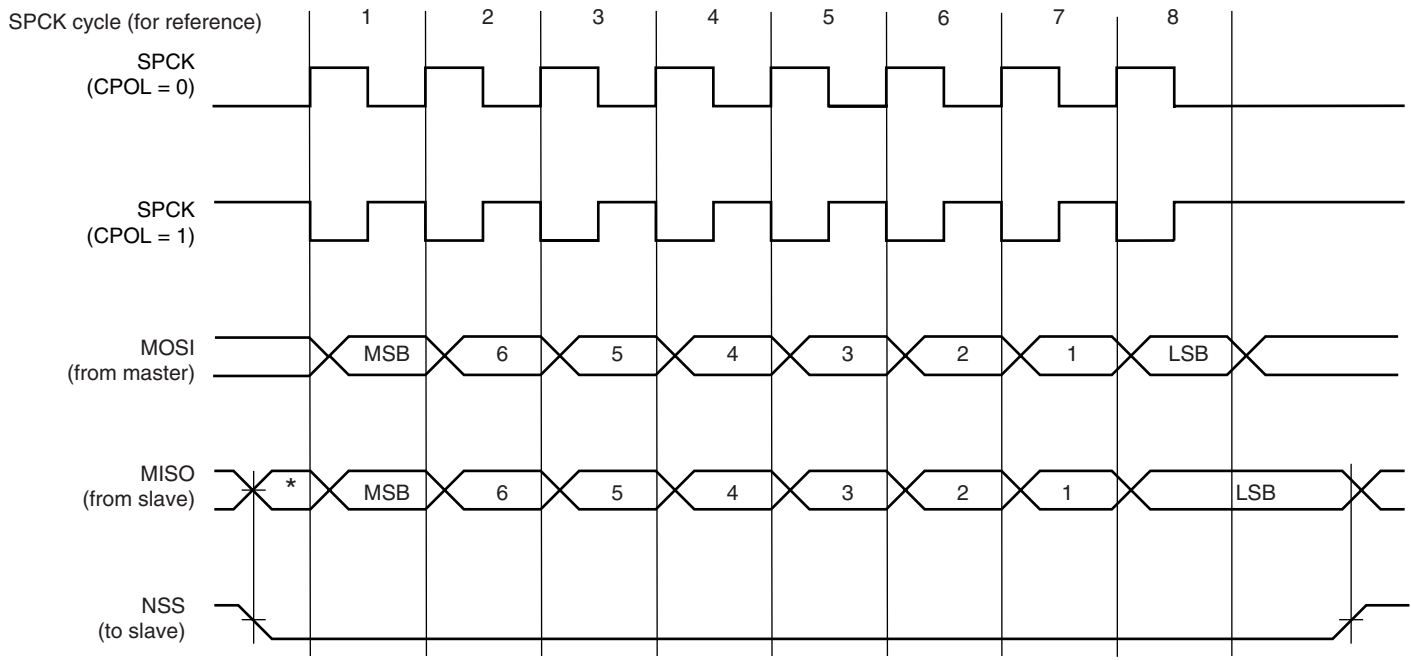 SPCK cycle (for reference) 1 2 3 4 5 6 7 8
SPCK
(CPOL = 0)
SPCK
(CPOL = 1)
MOSI
(from master)
MSB 6 5 4 3 2 1 LSB
MISO
(from slave)
* MSB 6 5 4 3 2 1 LSB
NSS
(to slave)